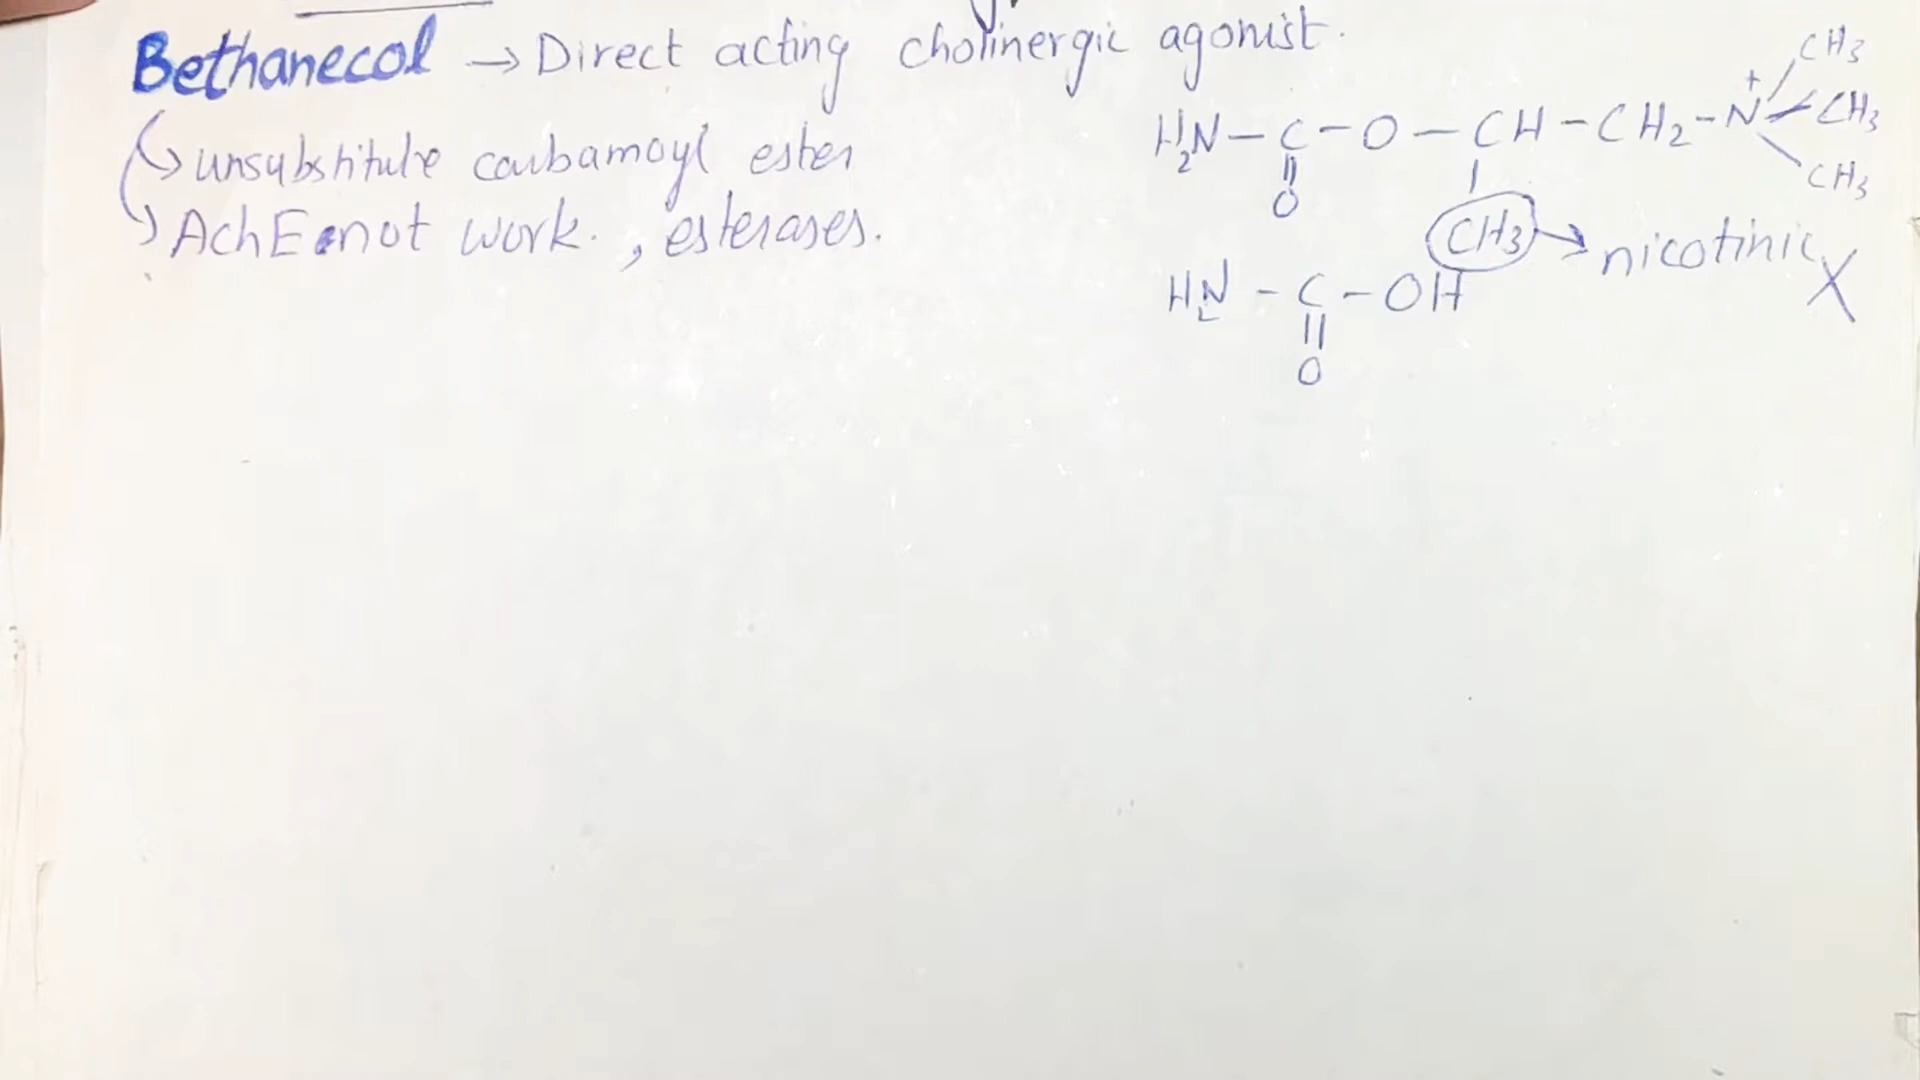 Bethanecol → Direct acting cholinergic agonist.
unsubstitute carbamoyl ester
AchE not work. , esterases.
H2N - C - O - CH - CH2 - N+
CH3
CH3
CH3
O
CH3 → nicotinic X
H2N - C - OH
O